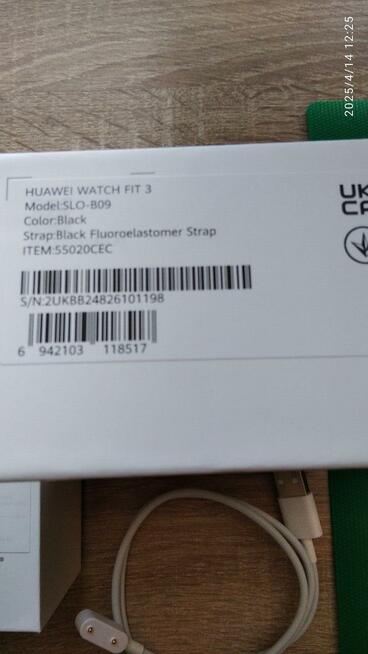 2025/4/14 12:25
HUAWEI WATCH FIT 3
Model:SLO-B09
Color:Black
Strap:Black Fluoroelastomer Strap
ITEM:55020CEC
S/N:2UKBB24826101198
6 942103 118517
UK
CA